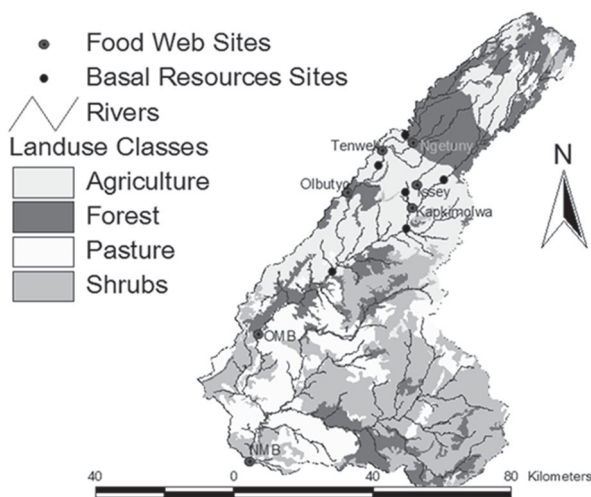 Food Web Sites
Basal Resources Sites
Rivers
Landuse Classes
Agriculture
Forest
Pasture
Shrubs
Tenwek
Ngetuny
Olbutyo
Issey
Kapkimolwa
OMB
NMB
N
40 0 40 80 Kilometers